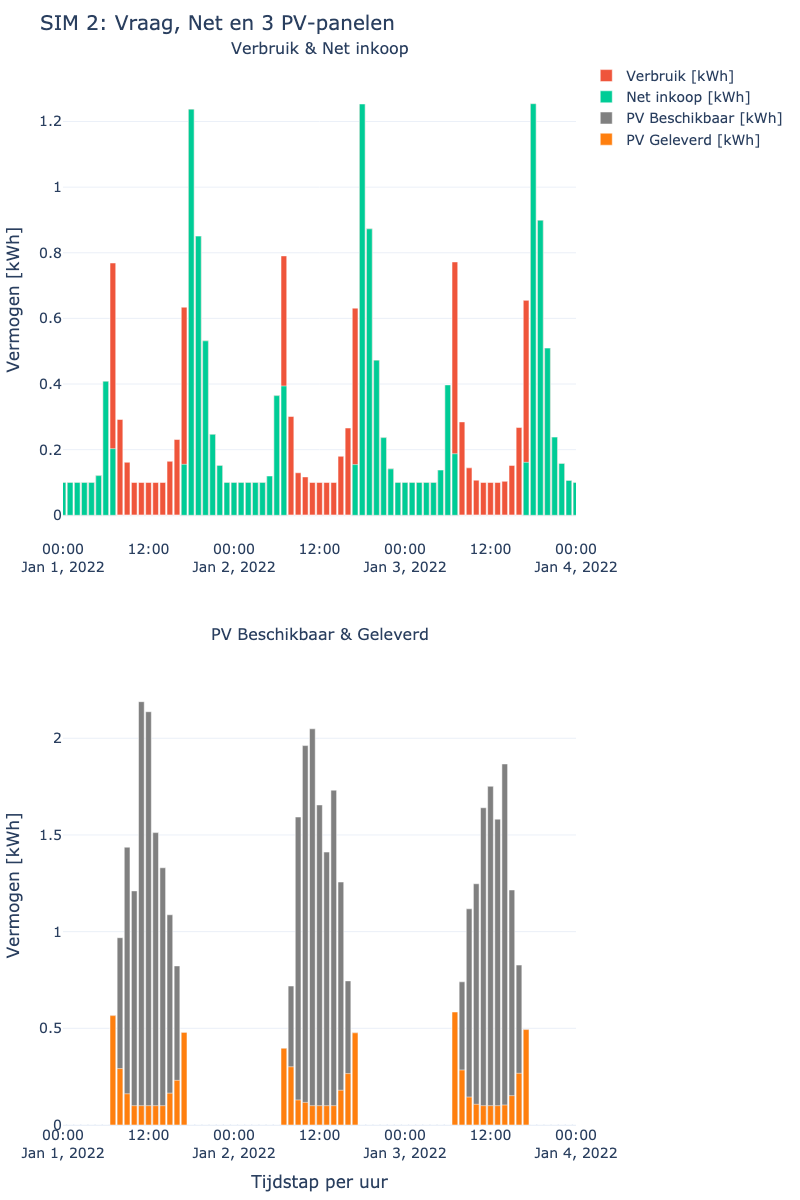 SIM 2: Vraag, Net en 3 PV-panelen
Verbruik & Net inkoop
Verbruik [kWh]
Net inkoop [kWh]
PV Beschikbaar [kWh]
PV Geleverd [kWh]
1.2
1
0.8
0.6
0.4
0.2
0
Vermogen [kWh]
00:00 12:00 00:00 12:00 00:00 12:00 00:00
Jan 1, 2022 Jan 2, 2022 Jan 3, 2022 Jan 4, 2022
PV Beschikbaar & Geleverd
2
1.5
1
0.5
0
Vermogen [kWh]
00:00 12:00 00:00 12:00 00:00 12:00 00:00
Jan 1, 2022 Jan 2, 2022 Jan 3, 2022 Jan 4, 2022
Tijdstap per uur